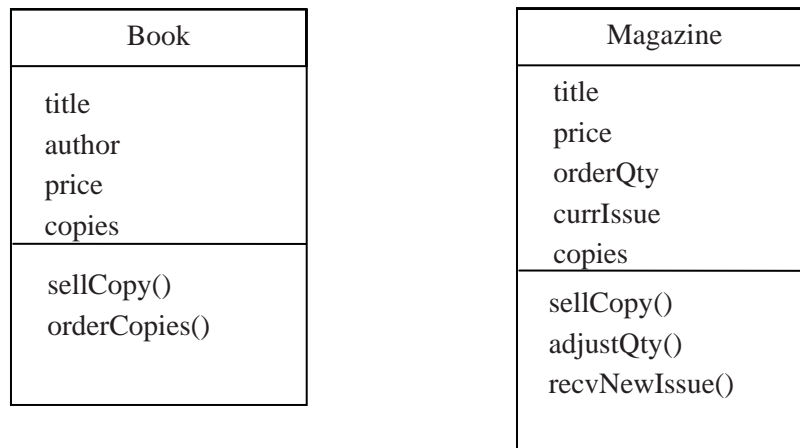 Book
title
author
price
copies
sellCopy()
orderCopies()
Magazine
title
price
orderQty
currIssue
copies
sellCopy()
adjustQty()
recvNewIssue()